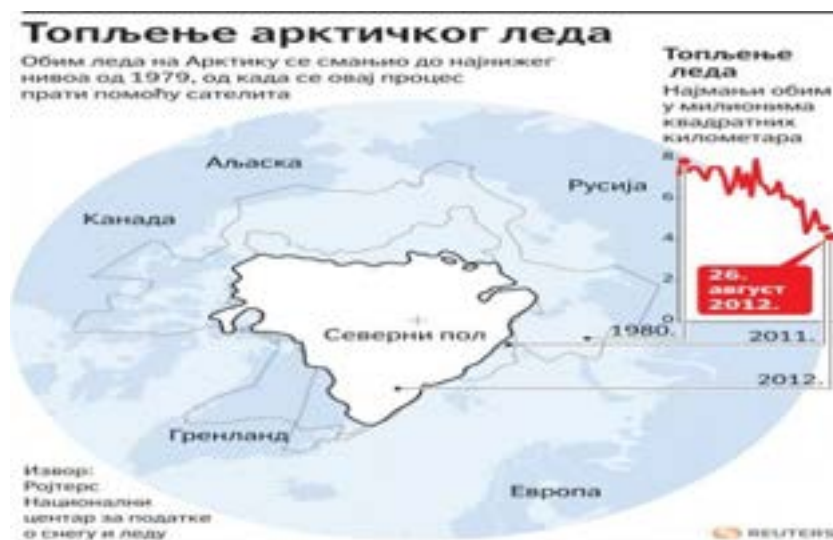 Топљење арктичког леда
Обим леда на Арктику се смањио до најнижег
нивоа од 1979, од када се овај процес
прати помоћу сателита
Топљење
леда
Најмањи обим
у милионима
квадратних
километара
8
6
4
2
0
26.
август
2012.
1980.
2011.
2012.
Аљаска
Русија
Канада
Северни пол
Гренланд
Европа
Извор:
Ројтерс
Национални
центар за податке
о снегу и леду
REUTERS